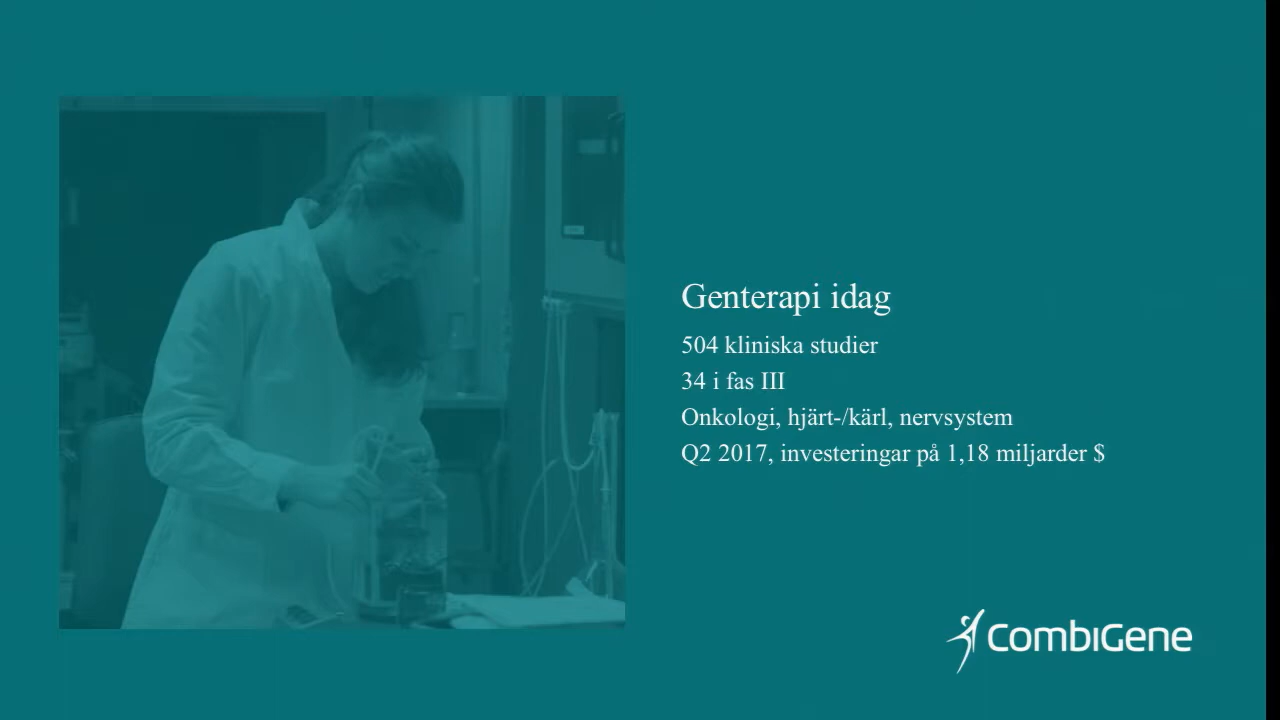 Genterapi idag
504 kliniska studier
34 i fas III
Onkologi, hjärt-/kärl, nervsystem
Q2 2017, investeringar på 1,18 miljarder $
CombiGene